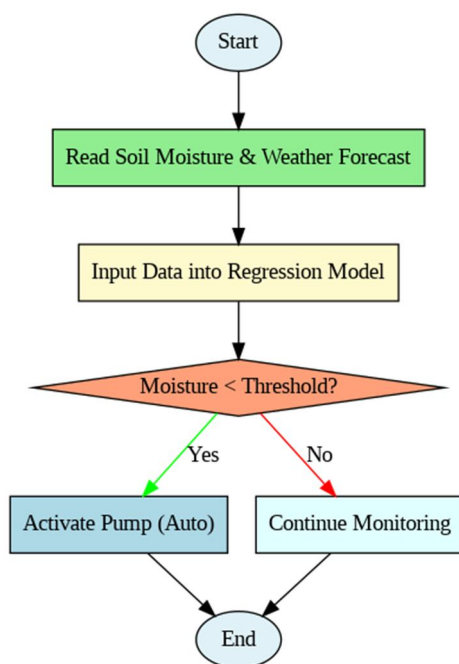 Start
Read Soil Moisture & Weather Forecast
Input Data into Regression Model
Moisture < Threshold?
Yes
No
Activate Pump (Auto)
Continue Monitoring
End